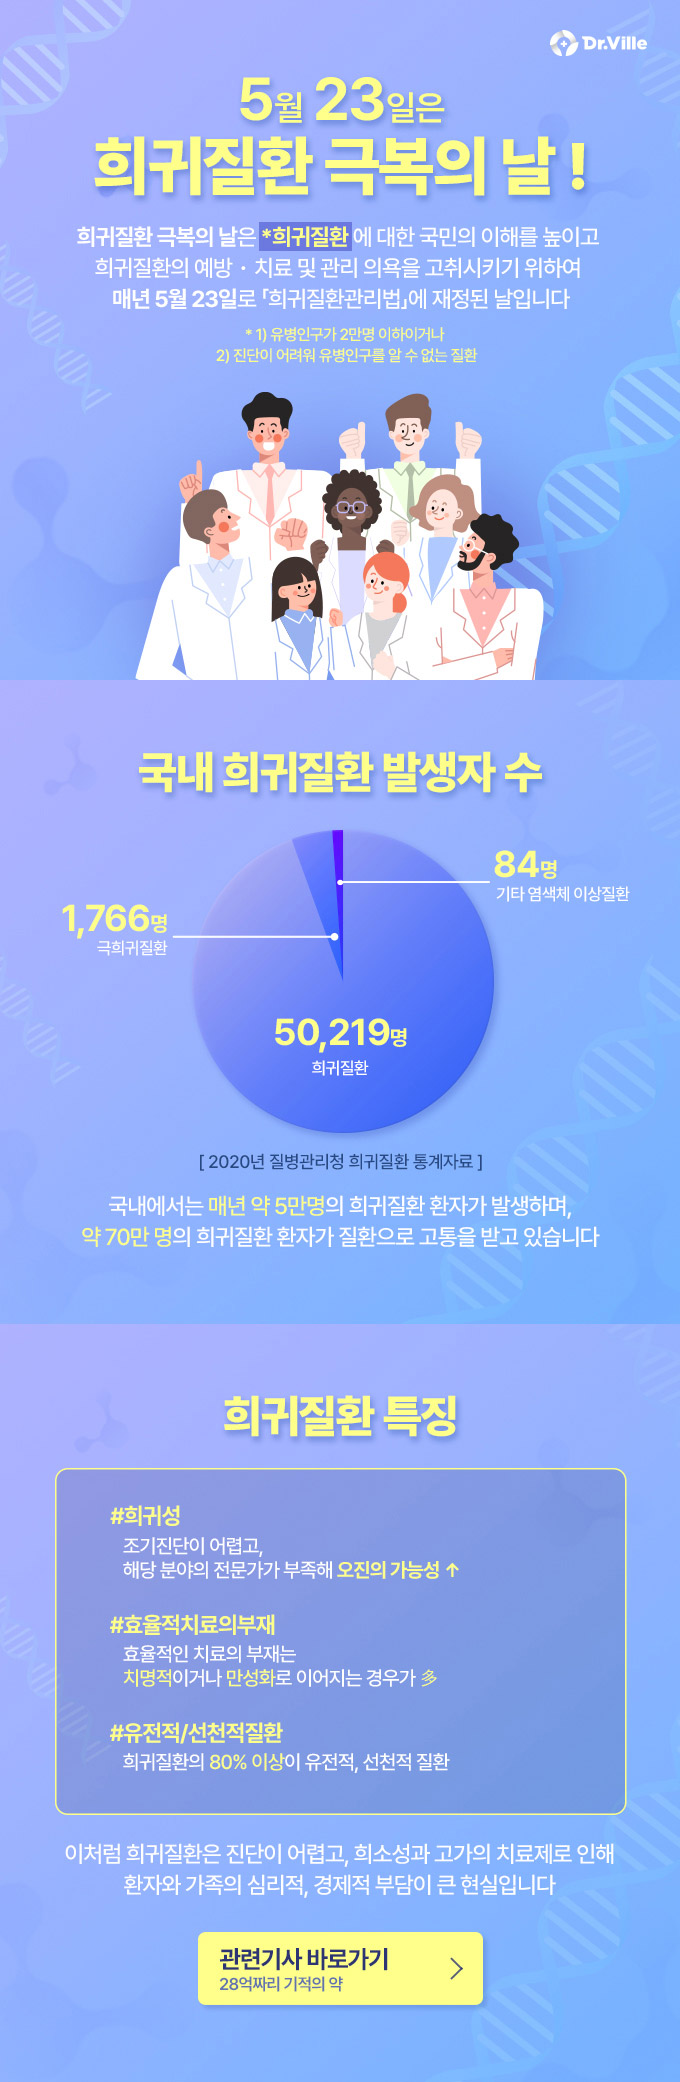 Dr.Ville
5월 23일은
희귀질환 극복의 날 !
희귀질환 극복의 날은 *희귀질환에 대한 국민의 이해를 높이고
희귀질환의 예방 · 치료 및 관리 의욕을 고취시키기 위하여
매년 5월 23일로 「희귀질환관리법」에 재정된 날입니다
* 1) 유병인구가 2만명 이하이거나
2) 진단이 어려워 유병인구를 알 수 없는 질환
국내 희귀질환 발생자 수
84명
기타 염색체 이상질환
1,766명
극희귀질환
50,219명
희귀질환
[ 2020년 질병관리청 희귀질환 통계자료 ]
국내에서는 매년 약 5만명의 희귀질환 환자가 발생하며,
약 70만 명의 희귀질환 환자가 질환으로 고통을 받고 있습니다
희귀질환 특징
#희귀성
조기진단이 어렵고,
해당 분야의 전문가가 부족해 오진의 가능성 ↑
#효율적치료의부재
효율적인 치료의 부재는
치명적이거나 만성화로 이어지는 경우가 多
#유전적/선천적질환
희귀질환의 80% 이상이 유전적, 선천적 질환
이처럼 희귀질환은 진단이 어렵고, 희소성과 고가의 치료제로 인해
환자와 가족의 심리적, 경제적 부담이 큰 현실입니다
관련기사 바로가기
28억짜리 기적의 약